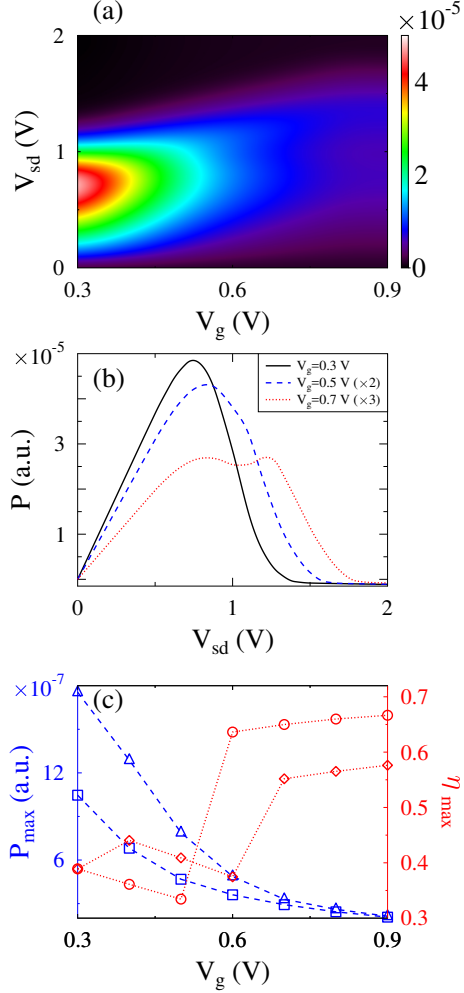 (a)
×10⁻⁵
2
1
0
V_sd (V)
0.3
0.6
0.9
V_g (V)
4
2
0
×10⁻⁵
(b)
V_g=0.3 V
V_g=0.5 V (×2)
V_g=0.7 V (×3)
5
3
1
P (a.u.)
0
1
2
V_sd (V)
×10⁻⁷
(c)
12
6
P_max (a.u.)
0.7
0.6
0.5
0.4
0.3
η_max
0.3
0.6
0.9
V_g (V)